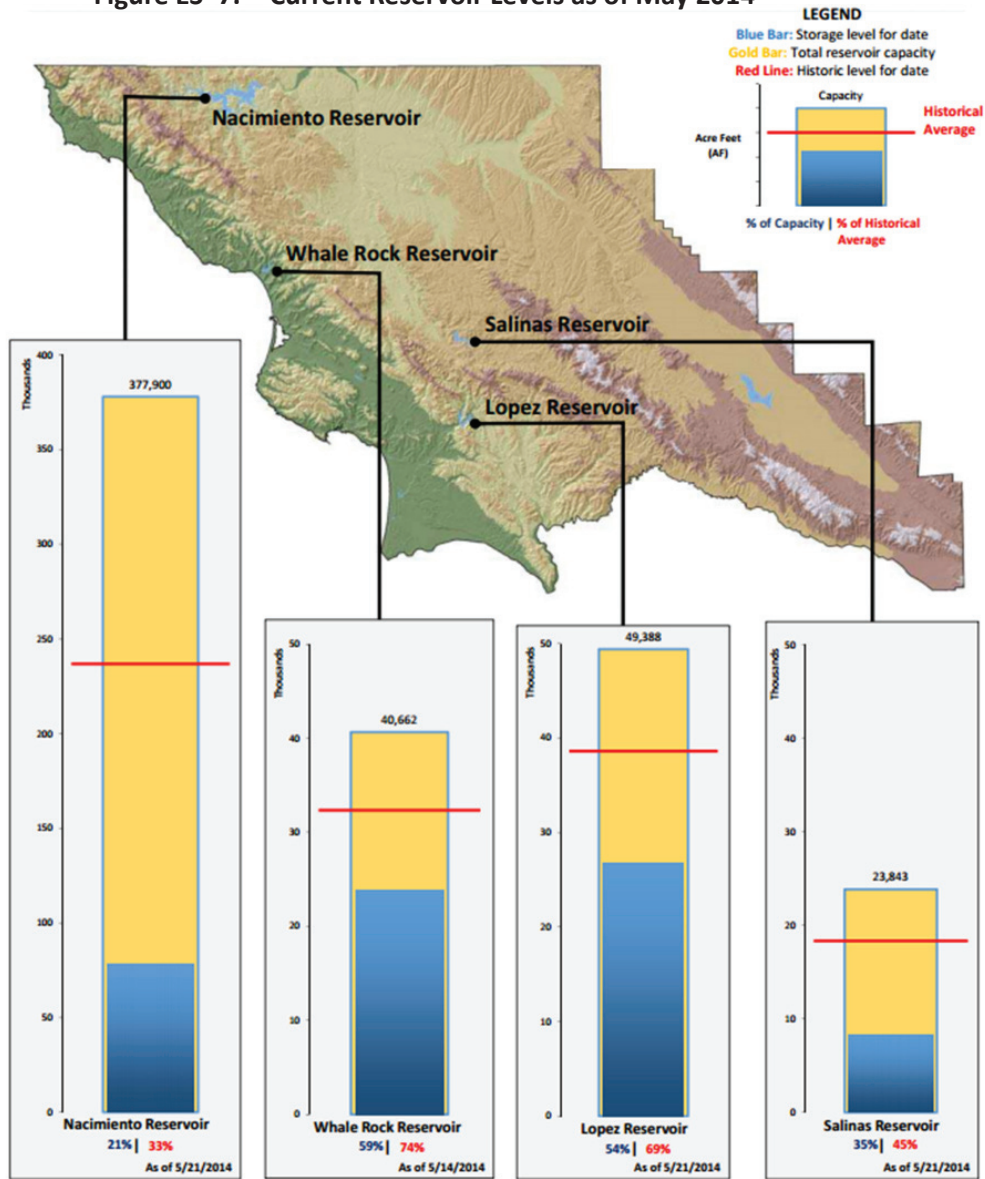 Figure ES-7. Current Reservoir Levels as of May 2014
LEGEND
Blue Bar: Storage level for date
Gold Bar: Total reservoir capacity
Red Line: Historic level for date
Capacity
Historical
Average
Acre Feet
(AF)
% of Capacity | % of Historical
Average
Nacimiento Reservoir
Whale Rock Reservoir
Salinas Reservoir
Lopez Reservoir
Thousands
400
350
300
250
200
150
100
50
0
377,900
Nacimiento Reservoir
21% | 33%
As of 5/21/2014
Thousands
50
40
30
20
10
0
40,662
Whale Rock Reservoir
59% | 74%
As of 5/14/2014
Thousands
50
40
30
20
10
0
49,388
Lopez Reservoir
54% | 69%
As of 5/21/2014
Thousands
50
40
30
20
10
0
23,843
Salinas Reservoir
35% | 45%
As of 5/21/2014